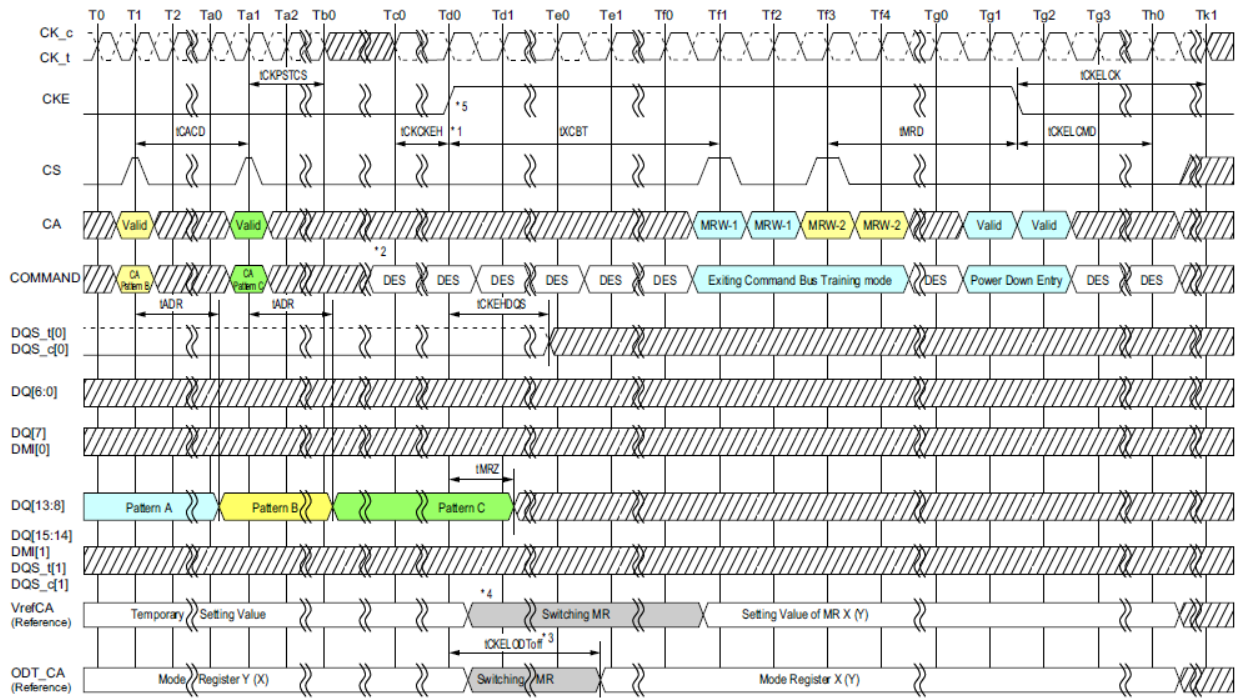 T0 T1 T2 Ta0 Ta1 Ta2 Tb0 Tc0 Td0 Td1 Te0 Te1 Tf0 Tf1 Tf2 Tf3 Tf4 Tg0 Tg1 Tg2 Tg3 Th0 Tk1
CK_c
CK_t
tCKPSTCS tCKELCK
CKE
*5
tCACD tCKCKEH *1 tXCBT tMRD tCKELCMD
CS
CA Valid Valid MRW-1 MRW-1 MRW-2 MRW-2 Valid Valid
*2
COMMAND CA Pattern B CA Pattern C DES DES DES DES DES DES Exiting Command Bus Training mode DES Power Down Entry DES DES
tADR tADR tCKEHDQS
DQS_t[0]
DQS_c[0]
DQ[6:0]
DQ[7]
DMI[0]
tMRZ
DQ[13:8] Pattern A Pattern B Pattern C
DQ[15:14]
DMI[1]
DQS_t[1]
DQS_c[1]
*4
VrefCA
(Reference) Temporary Setting Value Switching MR Setting Value of MR X (Y)
tCKELODToff *3
ODT_CA
(Reference) Mode Register Y (X) Switching MR Mode Register X (Y)